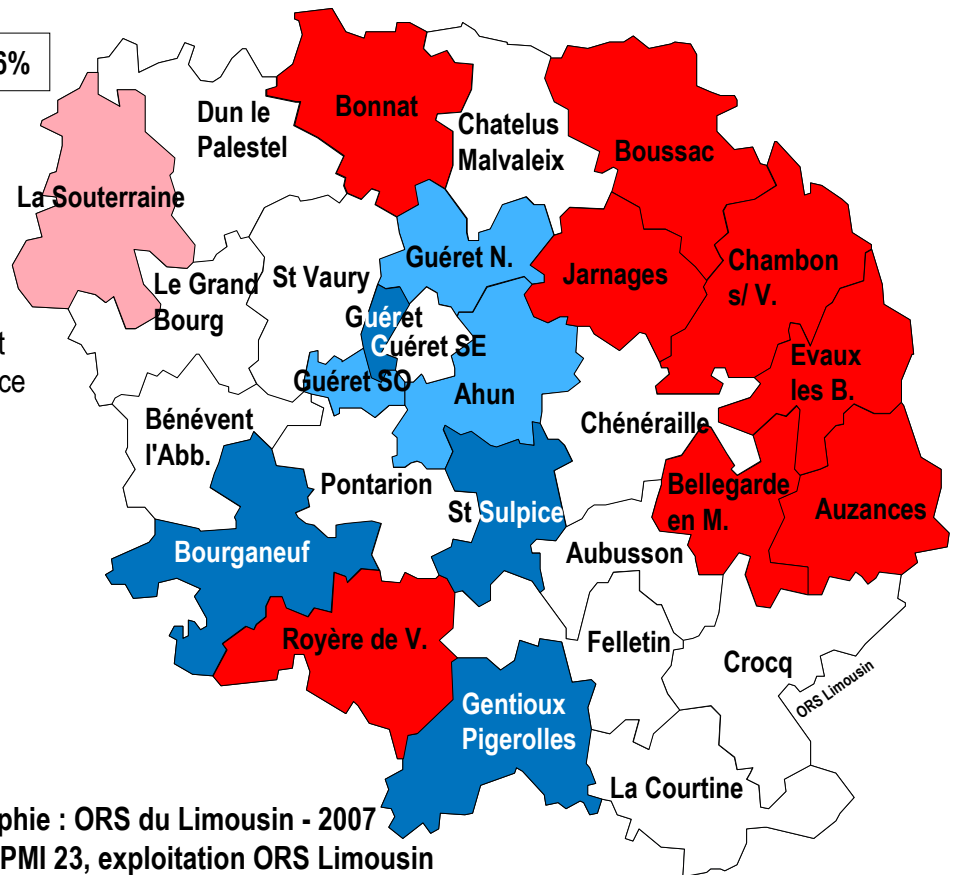 6%
Dun le
Palestel
Bonnat
Chatelus
Malvaleix
Boussac
La Souterraine
Le Grand
Bourg
St Vaury
Guéret N.
Jarnages
Chambon
s/ V.
Guéret
Guéret SE
t
ce
Guéret SO
Ahun
Evaux
les B.
Bénévent
l'Abb.
Chénéraille
Pontarion
St Sulpice
Bellegarde
en M.
Auzances
Bourganeuf
Aubusson
Royère de V.
Felletin
Crocq
ORS Limousin
Gentioux
Pigerolles
La Courtine
phie : ORS du Limousin - 2007
PMI 23, exploitation ORS Limousin